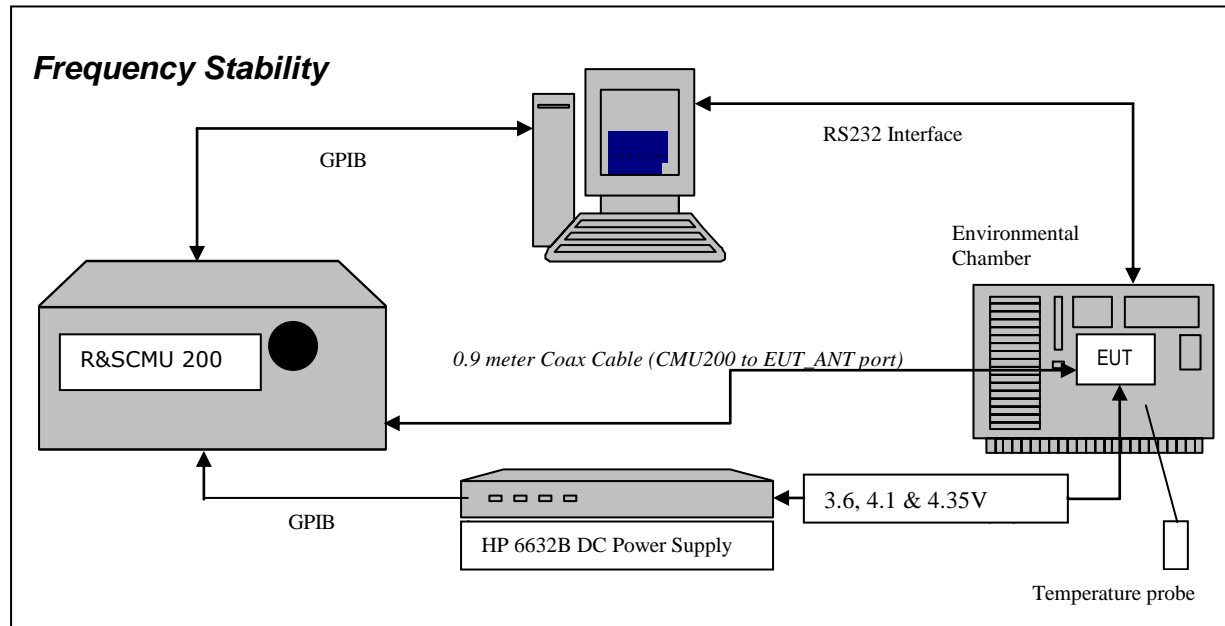 Frequency Stability
GPIB
RS232 Interface
Environmental
Chamber
R&SCMU 200
0.9 meter Coax Cable (CMU200 to EUT_ANT port)
EUT
GPIB
3.6, 4.1 & 4.35V
HP 6632B DC Power Supply
Temperature probe